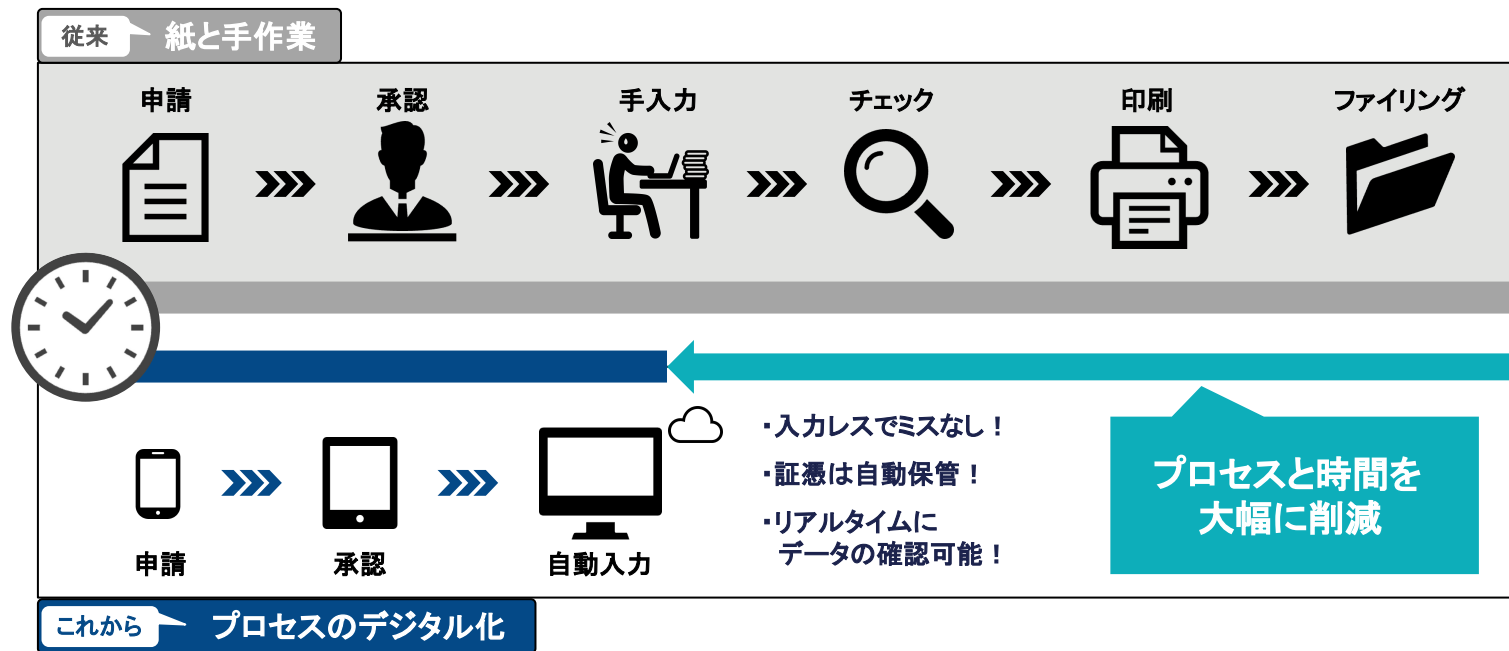 従来
紙と手作業
申請
承認
手入力
チェック
印刷
ファイリング
・入力レスでミスなし！
・証憑は自動保管！
・リアルタイムに
データの確認可能！
プロセスと時間を
大幅に削減
申請
承認
自動入力
これから
プロセスのデジタル化